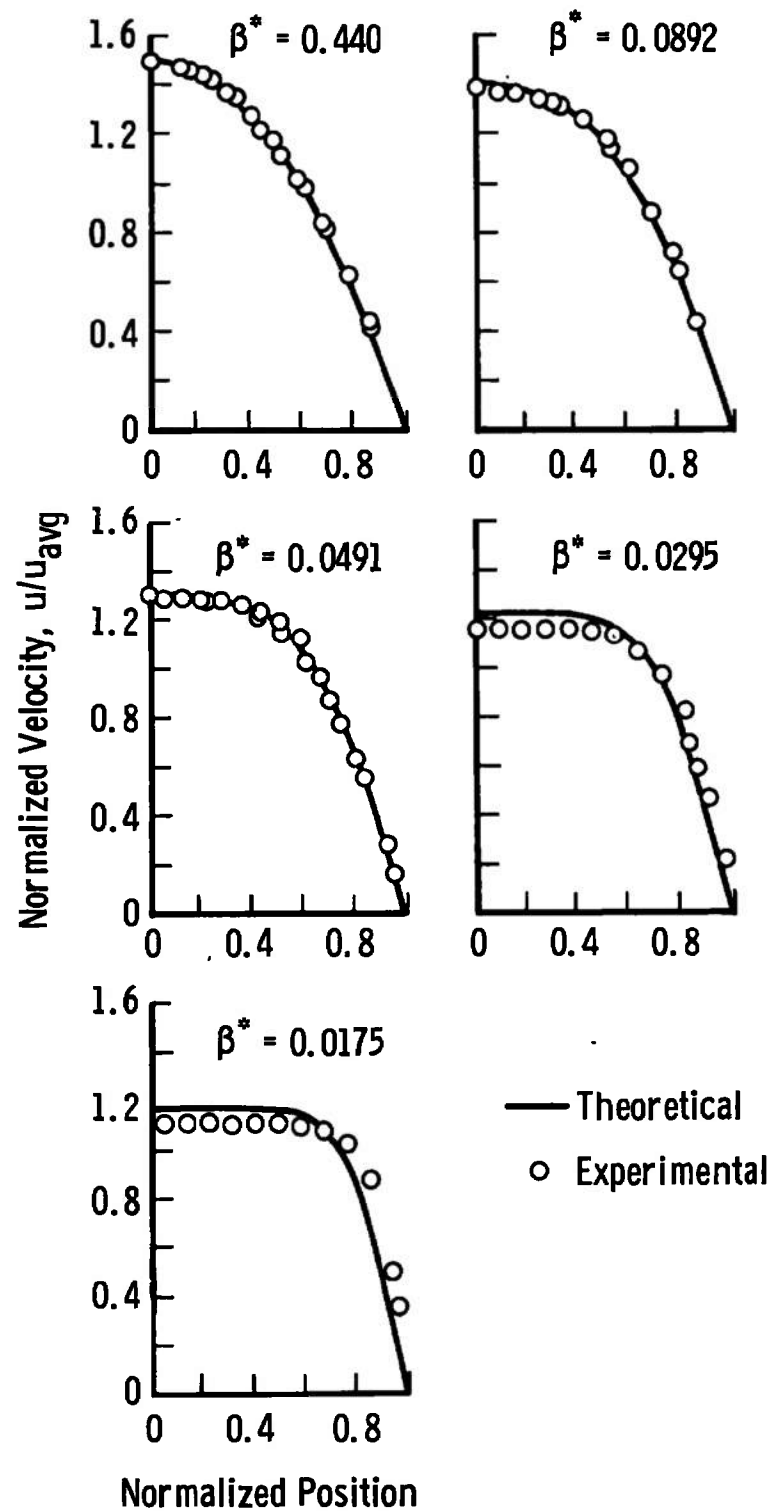 β* = 0.440
1.6
1.2
0.8
0.4
0
0 0.4 0.8
β* = 0.0892
0 0.4 0.8
Normalized Velocity, u/u_avg
β* = 0.0491
1.6
1.2
0.8
0.4
0
0 0.4 0.8
β* = 0.0295
0 0.4 0.8
β* = 0.0175
1.6
1.2
0.8
0.4
0
0 0.4 0.8
Normalized Position
Theoretical
Experimental